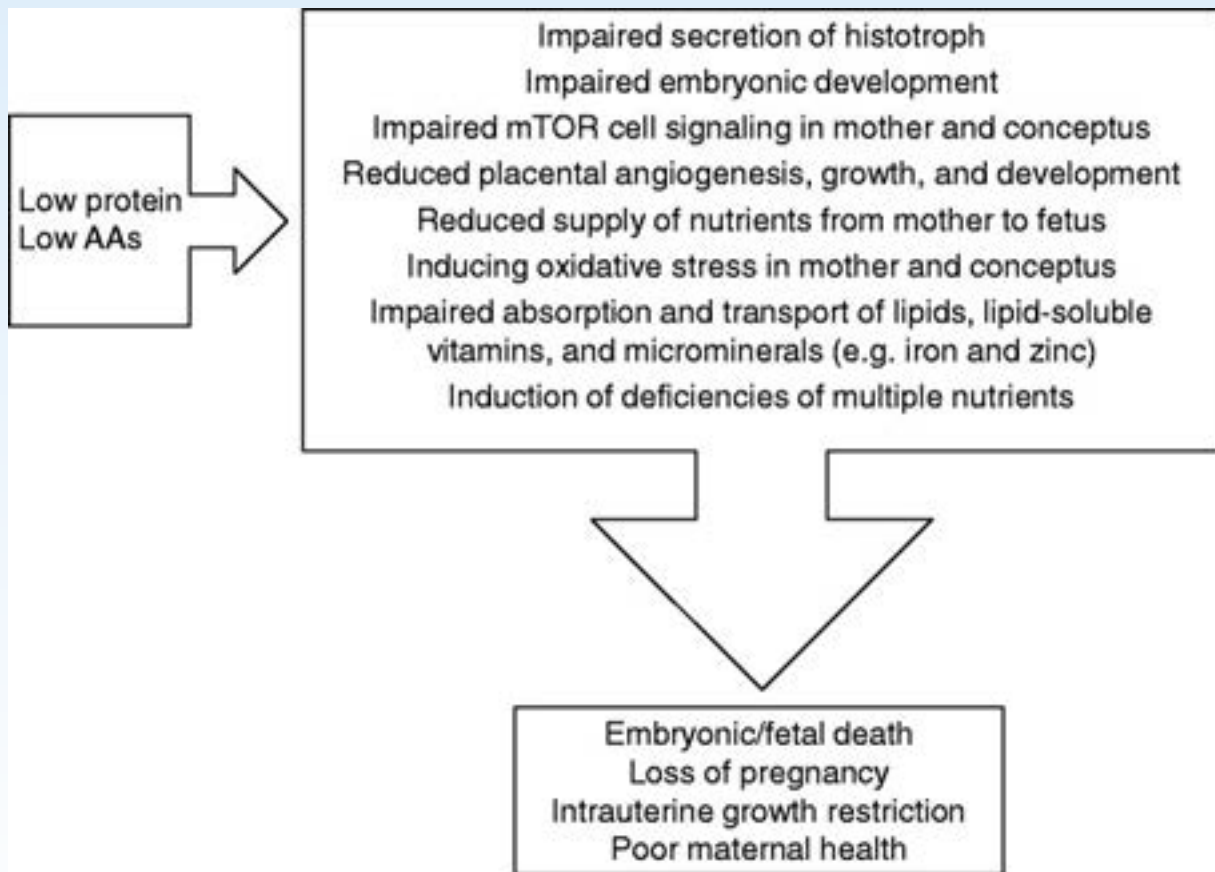 Impaired secretion of histotroph
Impaired embryonic development
Impaired mTOR cell signaling in mother and conceptus
Reduced placental angiogenesis, growth, and development
Reduced supply of nutrients from mother to fetus
Inducing oxidative stress in mother and conceptus
Impaired absorption and transport of lipids, lipid-soluble
vitamins, and microminerals (e.g. iron and zinc)
Induction of deficiencies of multiple nutrients
Low protein
Low AAs
Embryonic/fetal death
Loss of pregnancy
Intrauterine growth restriction
Poor maternal health